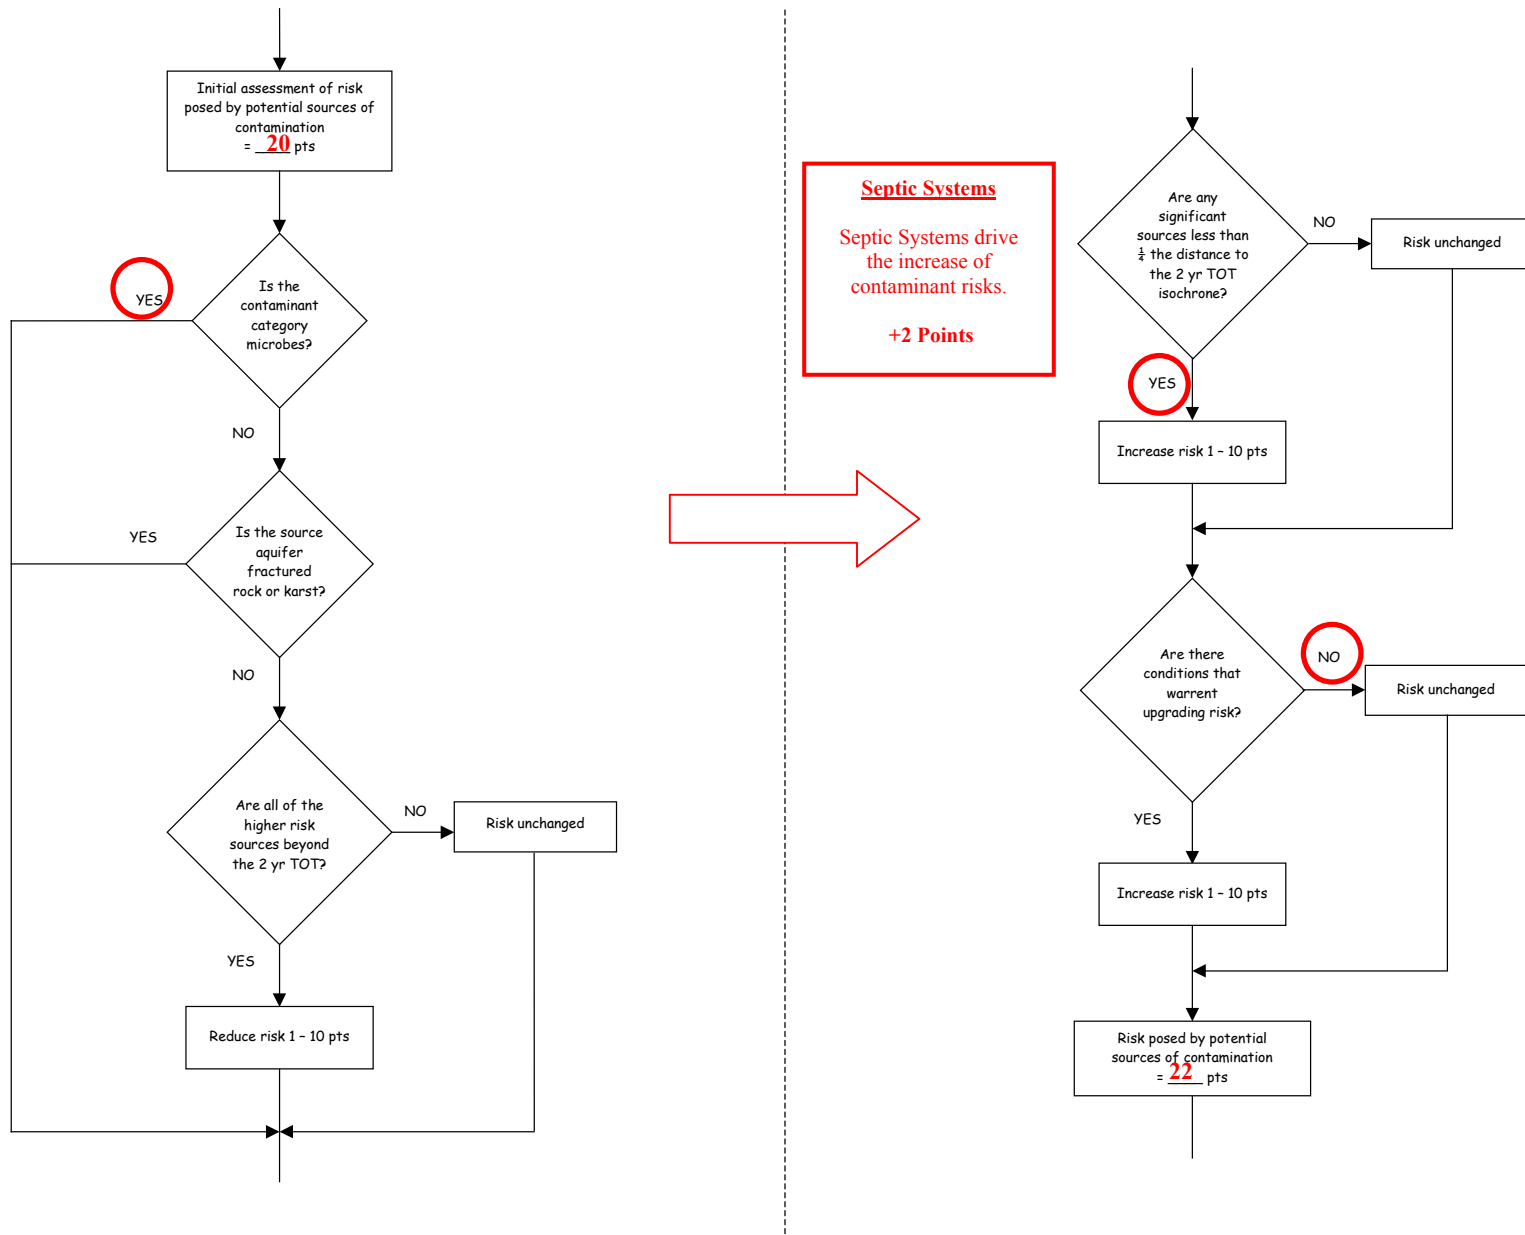 Initial assessment of risk
posed by potential sources of
contamination
= 20 pts
Is the
contaminant
category
microbes?
YES
NO
Is the source
aquifer
fractured
rock or karst?
YES
NO
Are all of the
higher risk
sources beyond
the 2 yr TOT?
NO
Risk unchanged
YES
Reduce risk 1 – 10 pts
Septic Systems
Septic Systems drive
the increase of
contaminant risks.
+2 Points
Are any
significant
sources less than
¼ the distance to
the 2 yr TOT
isochrone?
NO
Risk unchanged
YES
Increase risk 1 – 10 pts
Are there
conditions that
warrent
upgrading risk?
NO
Risk unchanged
YES
Increase risk 1 – 10 pts
Risk posed by potential
sources of contamination
= 22 pts